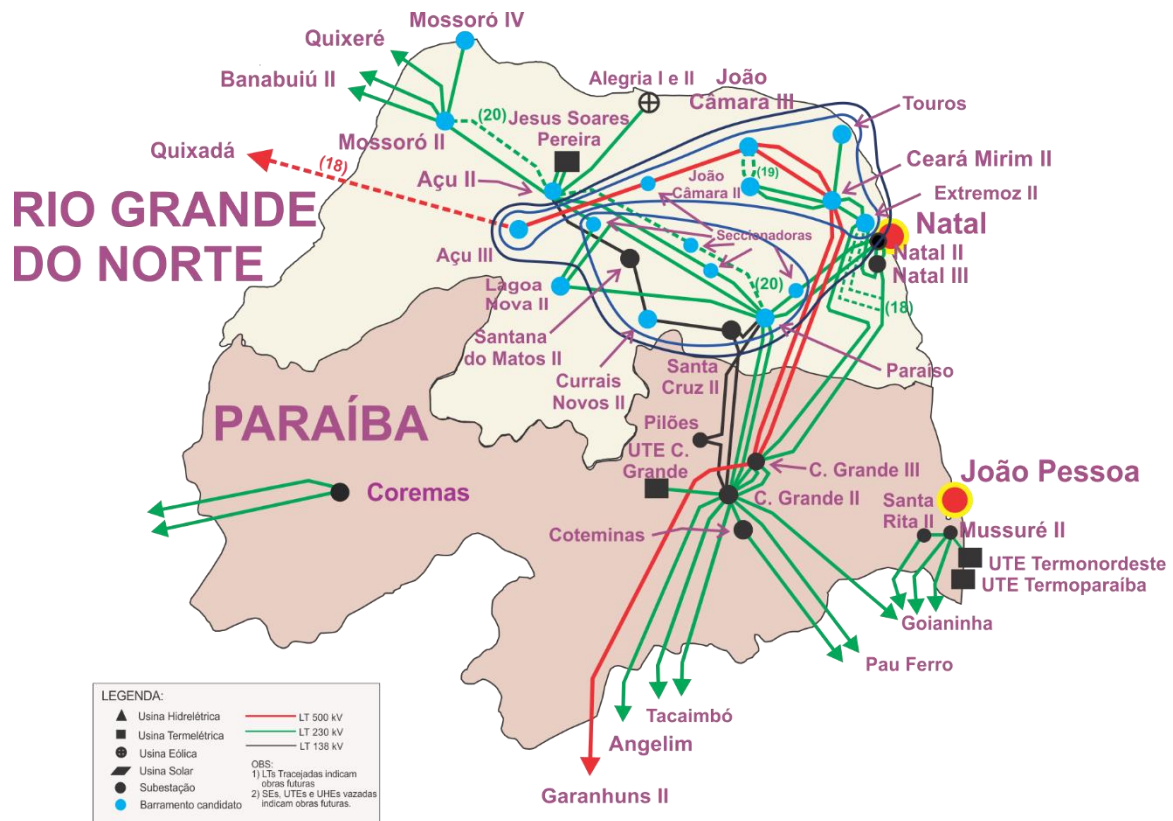 Mossoró IV
Quixeré
Banabuiú II
Alegria I e II
João
Câmara III
Touros
(20)
Jesus Soares
Pereira
Mossoró II
Quixadá
(18)
Açu II
João
Câmara II
(19)
Ceará Mirim II
Extremoz II
RIO GRANDE
DO NORTE
Natal
Açu III
Seccionadoras
Natal II
Natal III
Lagoa
Nova II
(20)
(18)
Santana
do Matos II
Currais
Novos II
Santa
Cruz II
Paraíso
PARAÍBA
Pilões
UTE C.
Grande
C. Grande III
João Pessoa
Coremas
C. Grande II
Santa
Rita II
Coteminas
Mussuré II
UTE Termonordeste
UTE Termoparaíba
Goianinha
Pau Ferro
Tacaimbó
Angelim
Garanhuns II
LEGENDA:
Usina Hidrelétrica
Usina Termelétrica
Usina Eólica
Usina Solar
Subestação
Barramento candidato
LT 500 kV
LT 230 kV
LT 138 kV
OBS:
1) LTs Tracejadas indicam
obras futuras
2) SEs, UTEs e UHEs vazadas
indicam obras futuras.